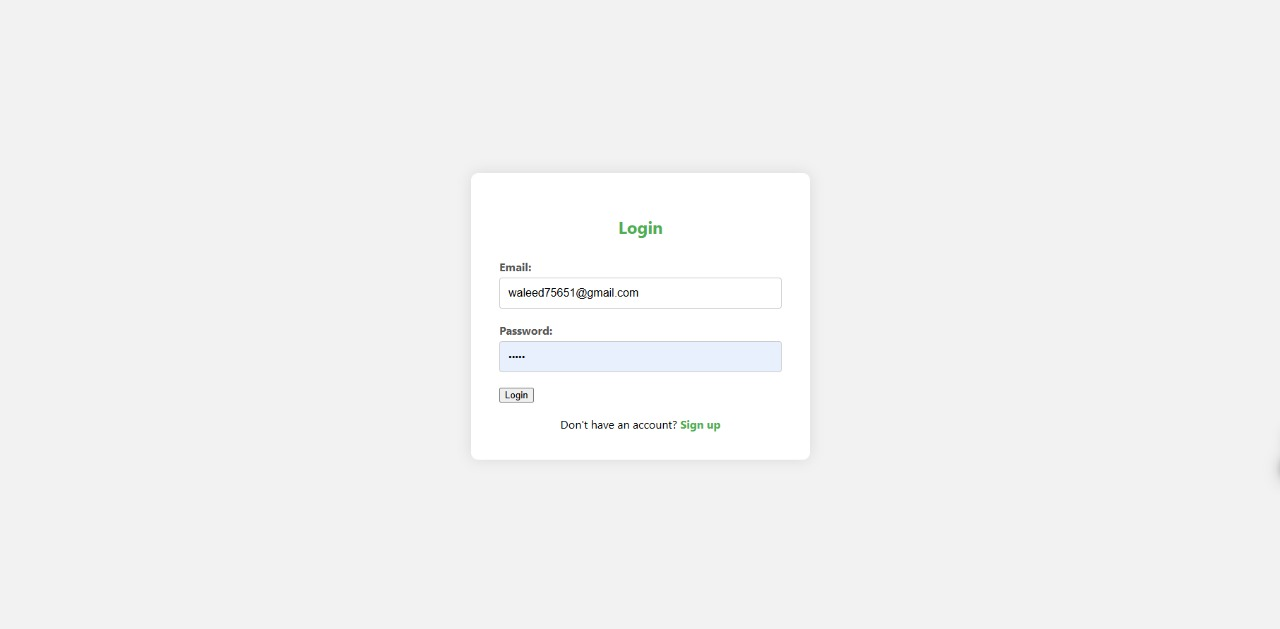 Login
Email:
waleed75651@gmail.com
Password:
•••••
Login
Don't have an account? Sign up